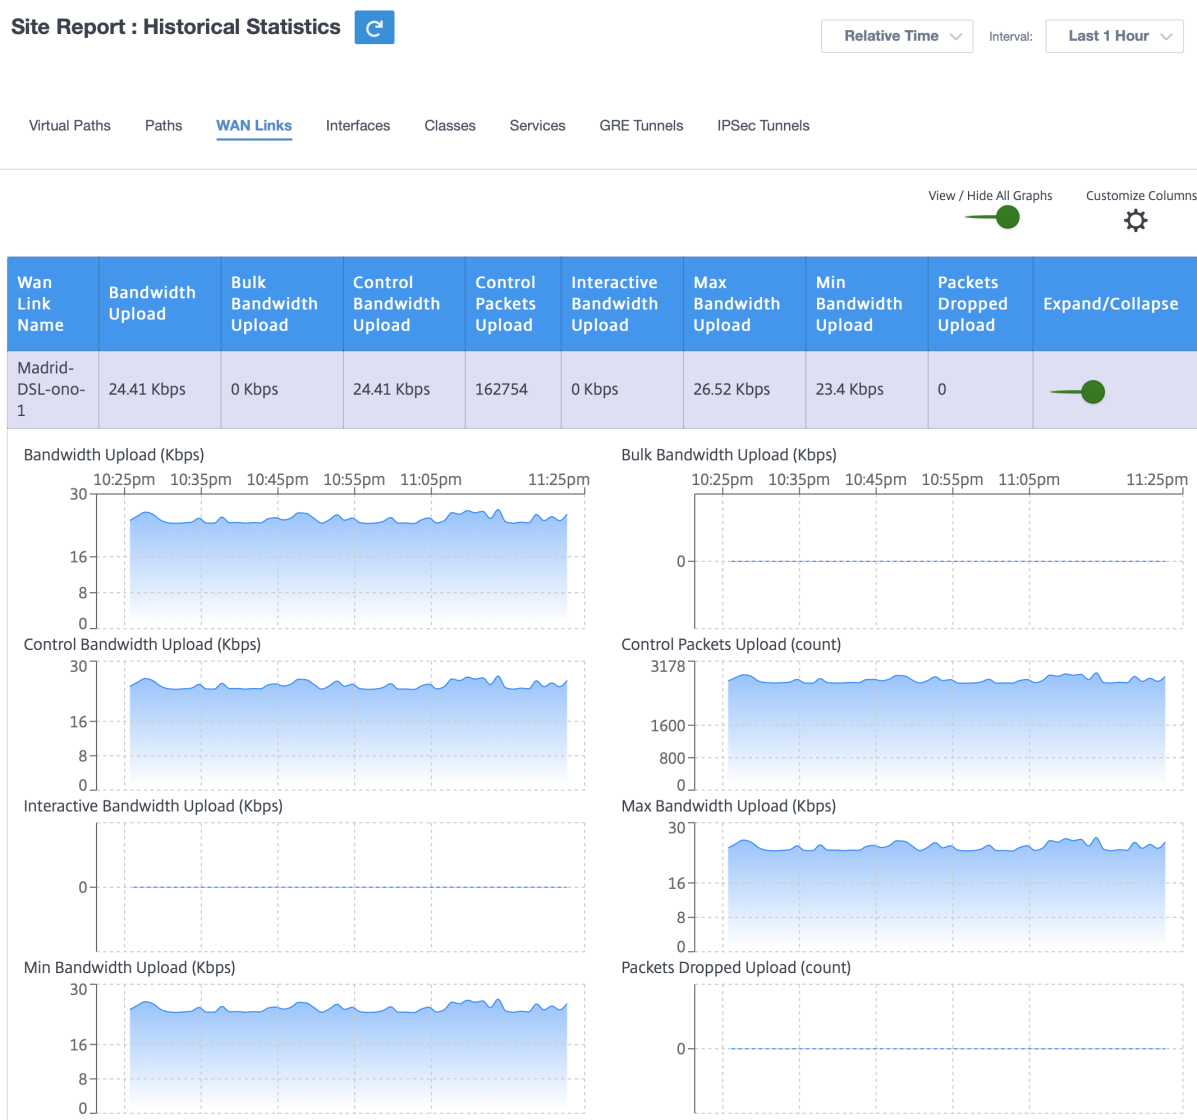 Site Report : Historical Statistics
Relative Time
Interval:
Last 1 Hour
Virtual Paths
Paths
WAN Links
Interfaces
Classes
Services
GRE Tunnels
IPSec Tunnels
View / Hide All Graphs
Customize Columns
Wan
Link
Name
Bandwidth
Upload
Bulk
Bandwidth
Upload
Control
Bandwidth
Upload
Control
Packets
Upload
Interactive
Bandwidth
Upload
Max
Bandwidth
Upload
Min
Bandwidth
Upload
Packets
Dropped
Upload
Expand/Collapse
Madrid-
DSL-ono-
1
24.41 Kbps
0 Kbps
24.41 Kbps
162754
0 Kbps
26.52 Kbps
23.4 Kbps
0
Bandwidth Upload (Kbps)
10:25pm 10:35pm 10:45pm 10:55pm 11:05pm 11:25pm
30
16
8
0
Bulk Bandwidth Upload (Kbps)
10:25pm 10:35pm 10:45pm 10:55pm 11:05pm 11:25pm
0
Control Bandwidth Upload (Kbps)
30
16
8
0
Control Packets Upload (count)
3178
1600
800
0
Interactive Bandwidth Upload (Kbps)
0
Max Bandwidth Upload (Kbps)
30
16
8
0
Min Bandwidth Upload (Kbps)
30
16
8
0
Packets Dropped Upload (count)
0